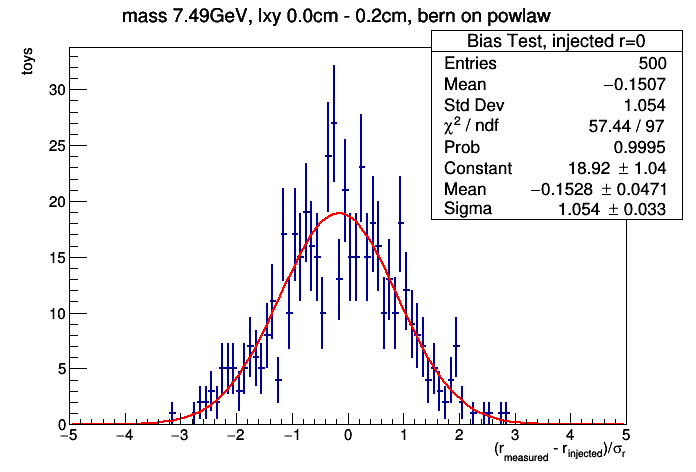 mass 7.49GeV, lxy 0.0cm - 0.2cm, bern on powlaw
toys
Bias Test, injected r=0
Entries 500
Mean −0.1507
Std Dev 1.054
χ² / ndf 57.44 / 97
Prob 0.9995
Constant 18.92 ± 1.04
Mean −0.1528 ± 0.0471
Sigma 1.054 ± 0.033
30
25
20
15
10
5
0
−5 −4 −3 −2 −1 0 1 2 3 4 5
(r_measured - r_injected)/σ_r